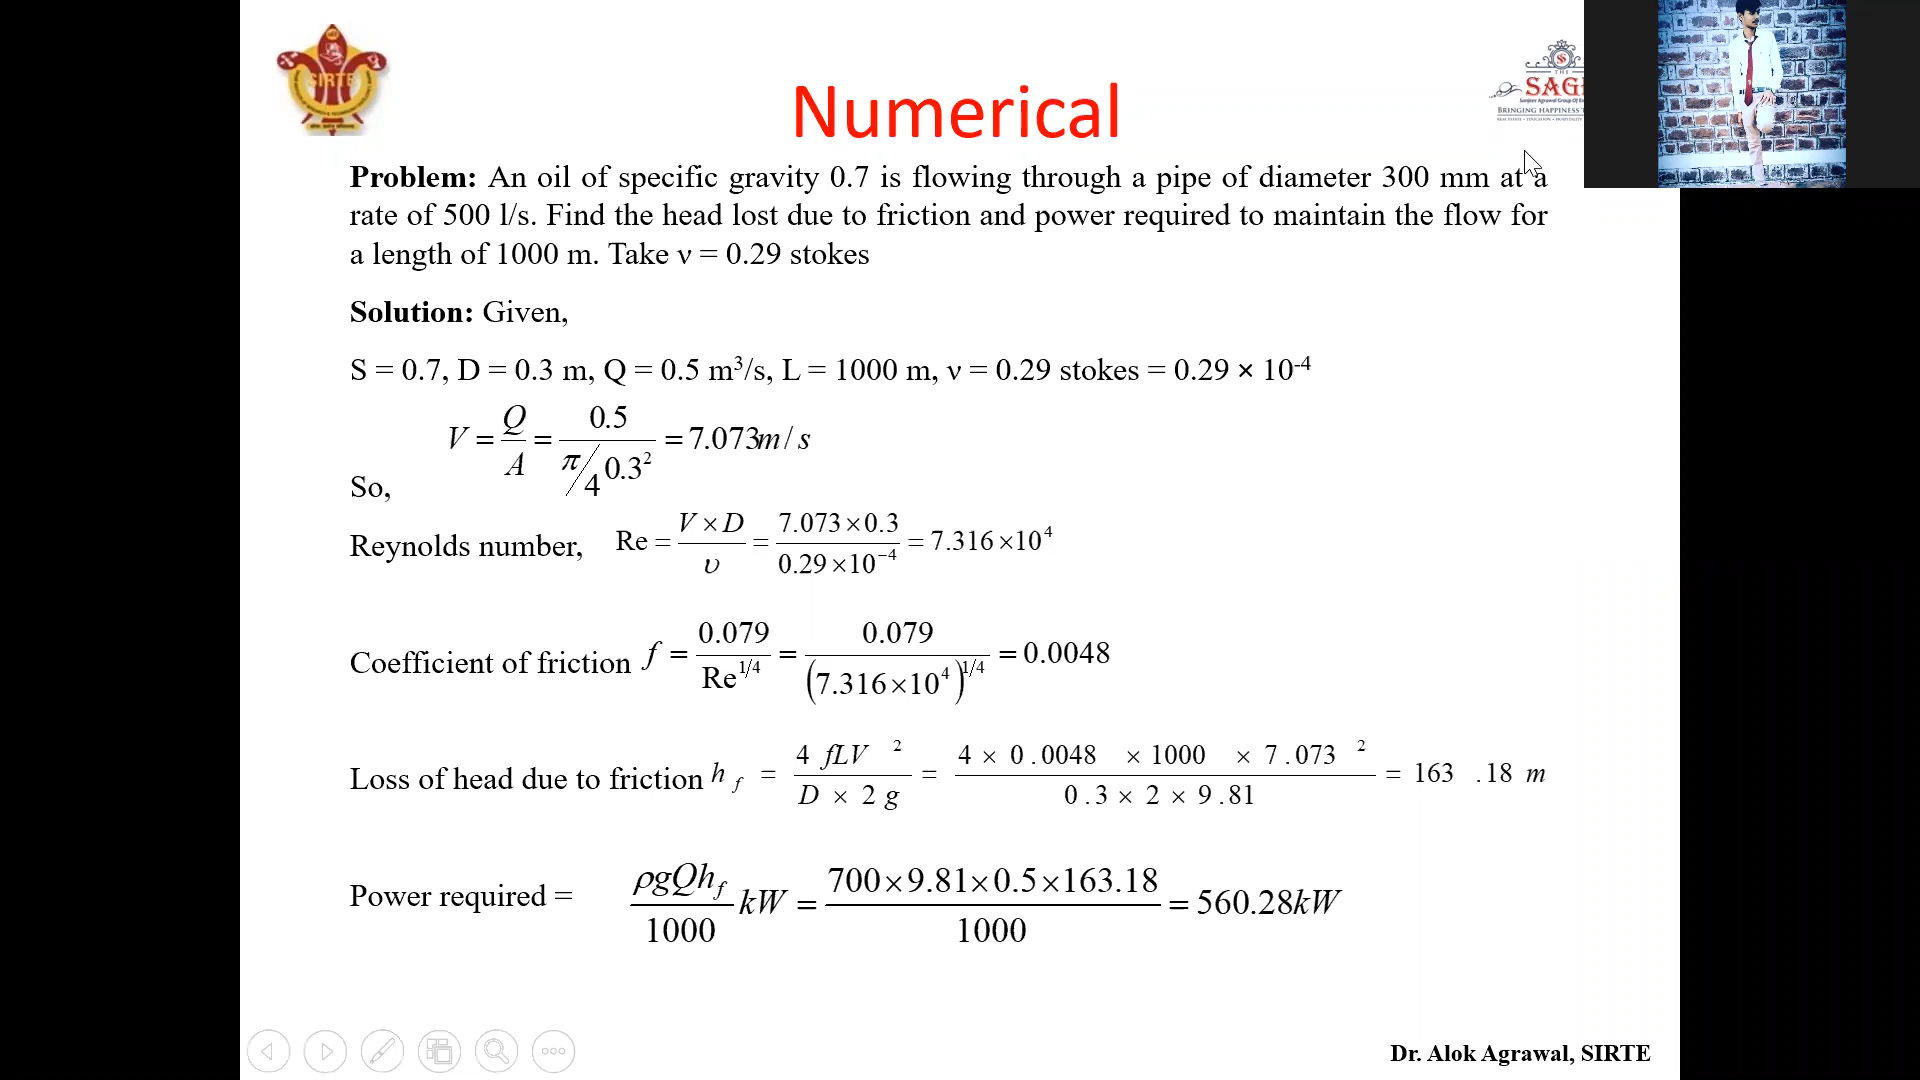 SIRTE
Numerical
THE
SAG
BRINGING HAPPINESS
Problem: An oil of specific gravity 0.7 is flowing through a pipe of diameter 300 mm at a
rate of 500 l/s. Find the head lost due to friction and power required to maintain the flow for
a length of 1000 m. Take ν = 0.29 stokes
Solution: Given,
S = 0.7, D = 0.3 m, Q = 0.5 m³/s, L = 1000 m, ν = 0.29 stokes = 0.29 × 10⁻⁴
So, V = Q/A = 0.5 / (π/4 0.3²) = 7.073m/s
Reynolds number, Re = (V × D)/υ = (7.073 × 0.3)/(0.29 × 10⁻⁴) = 7.316 × 10⁴
Coefficient of friction f = 0.079/Re^(1/4) = 0.079/(7.316 × 10⁴)^(1/4) = 0.0048
Loss of head due to friction h_f = (4 fLV²)/(D × 2g) = (4 × 0.0048 × 1000 × 7.073²)/(0.3 × 2 × 9.81) = 163.18 m
Power required = ρgQh_f/1000 kW = (700×9.81×0.5×163.18)/1000 = 560.28kW
Dr. Alok Agrawal, SIRTE